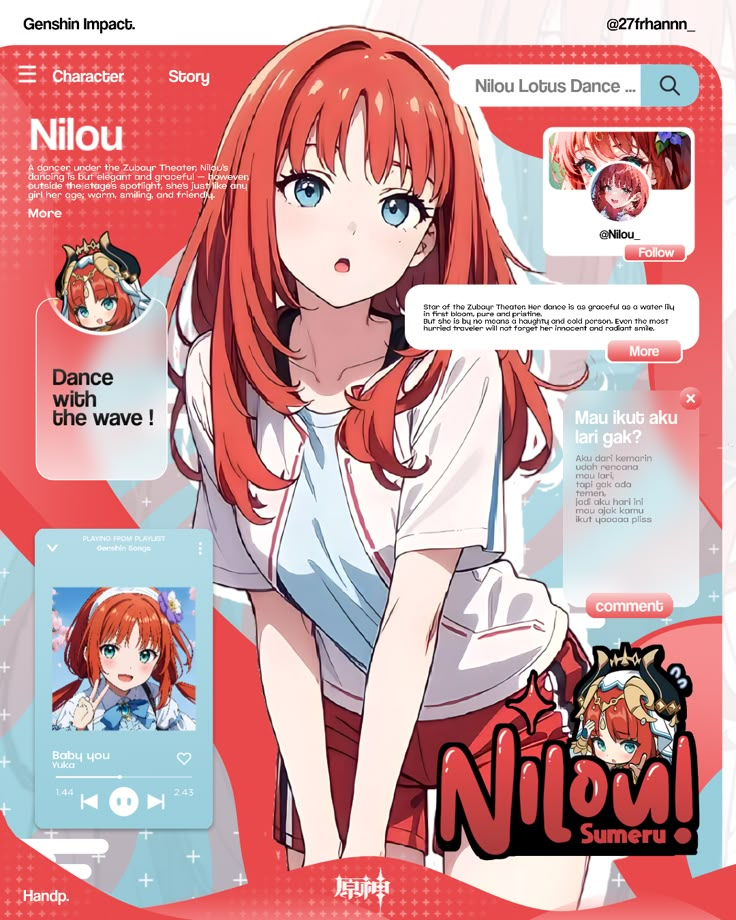 Genshin Impact.
@27frhannn_
Character
Story
Nilou Lotus Dance ...
Nilou
A dancer under the Zubayr Theater, Nilou's
dancing is but elegant and graceful — however,
outside the stage's spotlight, she's just like any
girl her age; warm, smiling, and friendly.
More
@Nilou_
Follow
Star of the Zubayr Theater. Her dance is as graceful as a water lily
in first bloom, pure and pristine.
But she is by no means a haughty and cold person. Even the most
hurried traveler will not forget her innocent and radiant smile.
More
Dance
with
the wave !
Mau ikut aku
lari gak?
Aku dari kemarin
udah rencana
mau lari,
tapi gak ada
temen,
jadi aku hari ini
mau ajak kamu
ikut yaaaaa pliss
comment
PLAYING FROM PLAYLIST
Genshin Songs
Baby you
Yuka
1.44
2.43
Nilou!
Sumeru
Handp.
原神